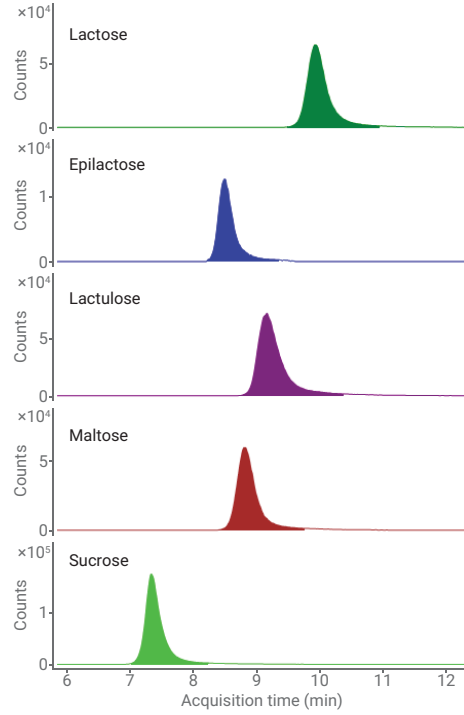 ×10⁴
Lactose
5
Counts
0
×10⁴
Epilactose
1
Counts
0
×10⁴
Lactulose
5
Counts
0
×10⁴
Maltose
5
Counts
0
×10⁵
Sucrose
1
Counts
0
6 7 8 9 10 11 12
Acquisition time (min)